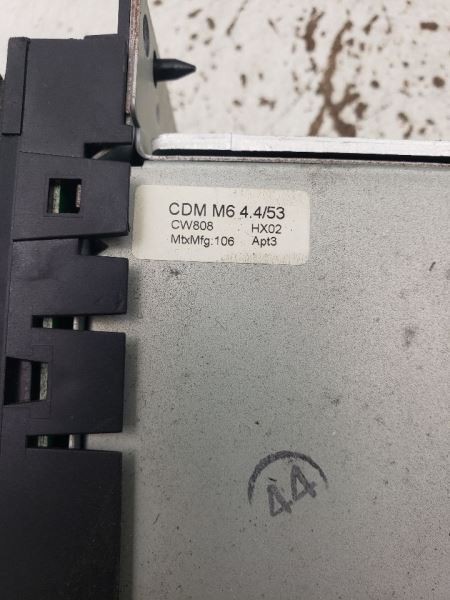 CDM M6 4.4/53
CW808 HX02
MtxMfg.:106 Apt3
44